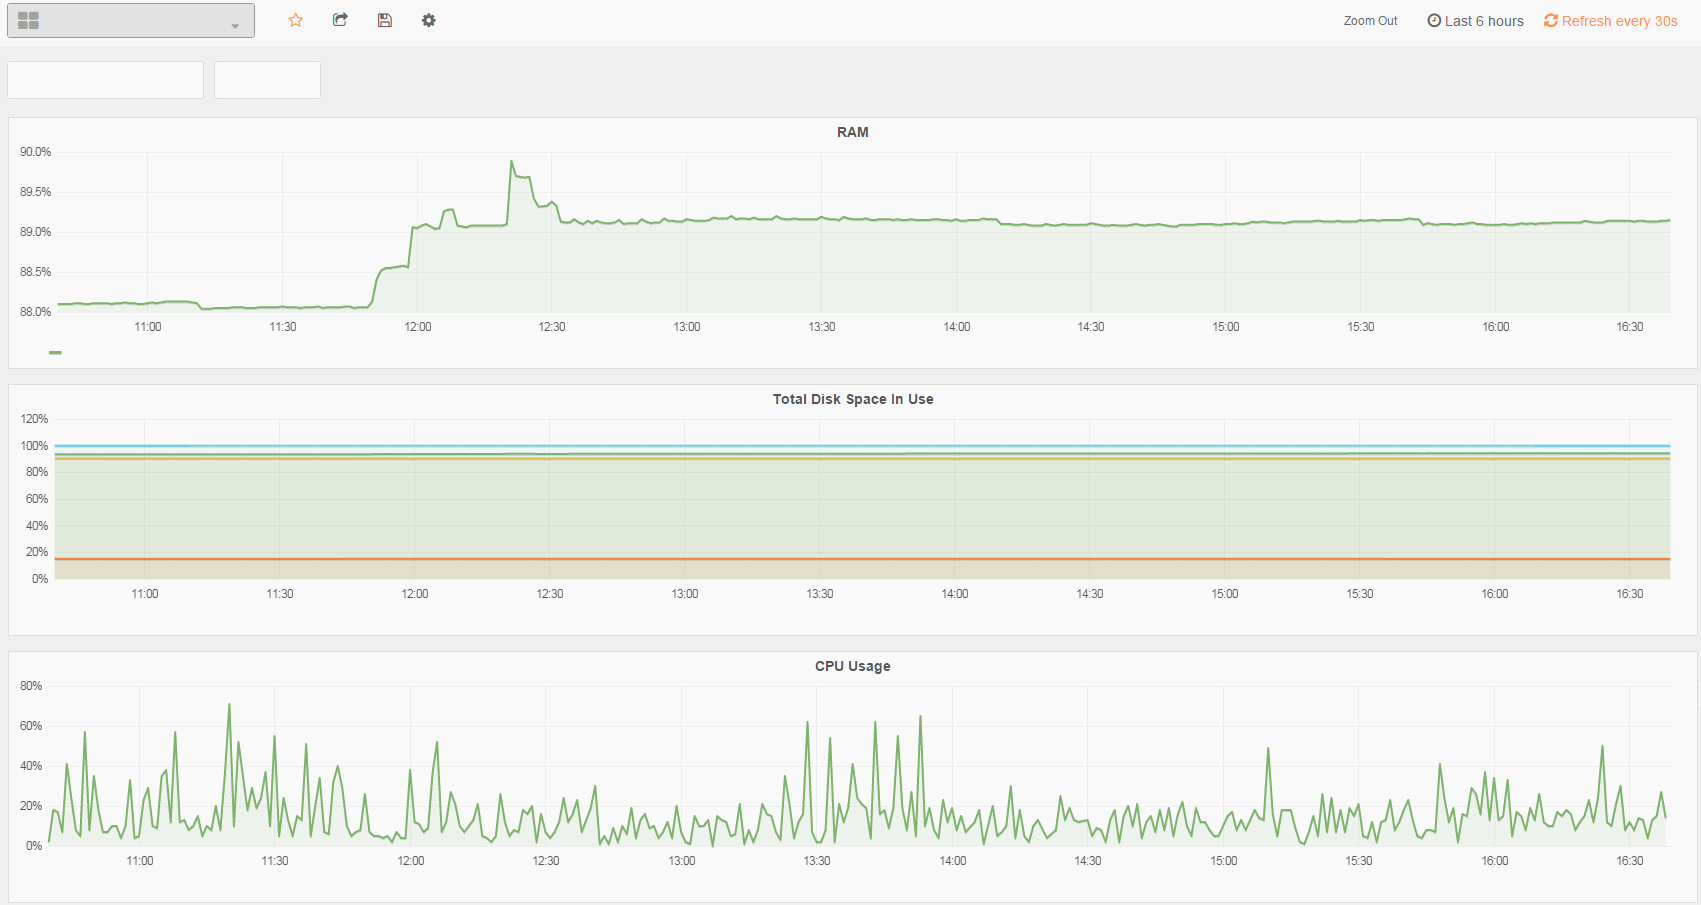 Zoom Out Last 6 hours Refresh every 30s
RAM
90.0%
89.5%
89.0%
88.5%
88.0%
11:00 11:30 12:00 12:30 13:00 13:30 14:00 14:30 15:00 15:30 16:00 16:30
Total Disk Space In Use
120%
100%
80%
60%
40%
20%
0%
11:00 11:30 12:00 12:30 13:00 13:30 14:00 14:30 15:00 15:30 16:00 16:30
CPU Usage
80%
60%
40%
20%
0%
11:00 11:30 12:00 12:30 13:00 13:30 14:00 14:30 15:00 15:30 16:00 16:30